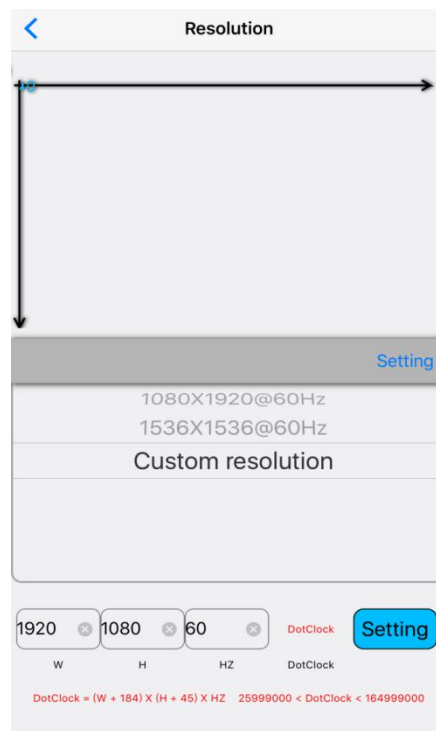 Resolution
Setting
1080X1920@60Hz
1536X1536@60Hz
Custom resolution
1920 1080 60 DotClock Setting
W H HZ DotClock
DotClock = (W + 184) X (H + 45) X HZ 25999000 < DotClock < 164999000